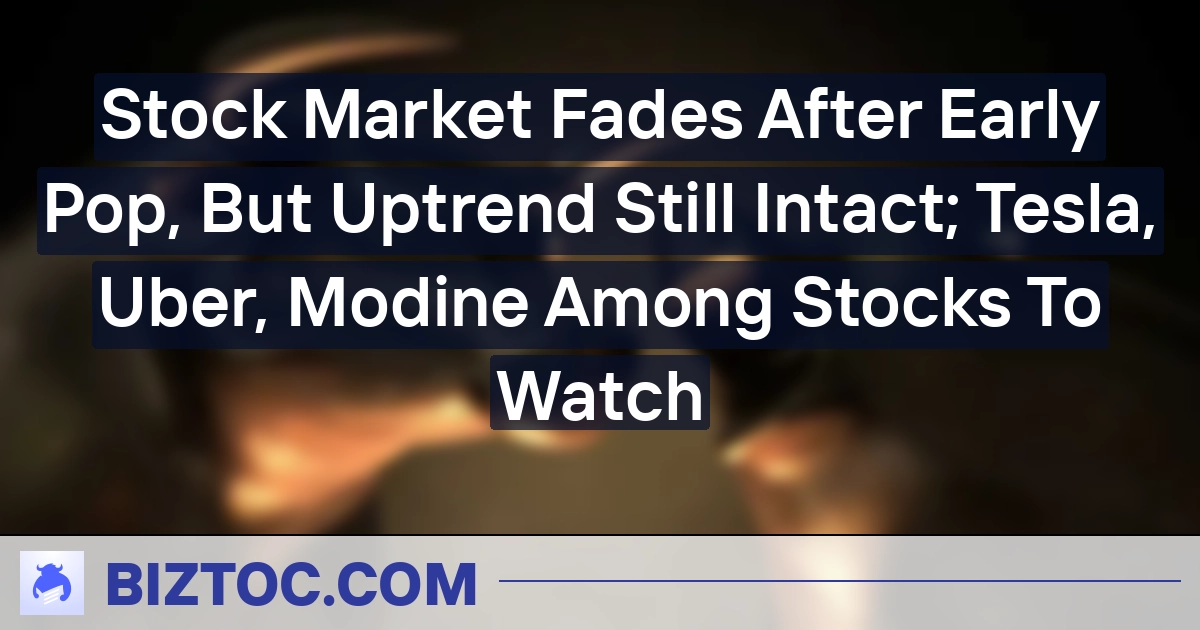 Stock Market Fades After Early
Pop, But Uptrend Still Intact; Tesla,
Uber, Modine Among Stocks To
Watch
BIZTOC.COM